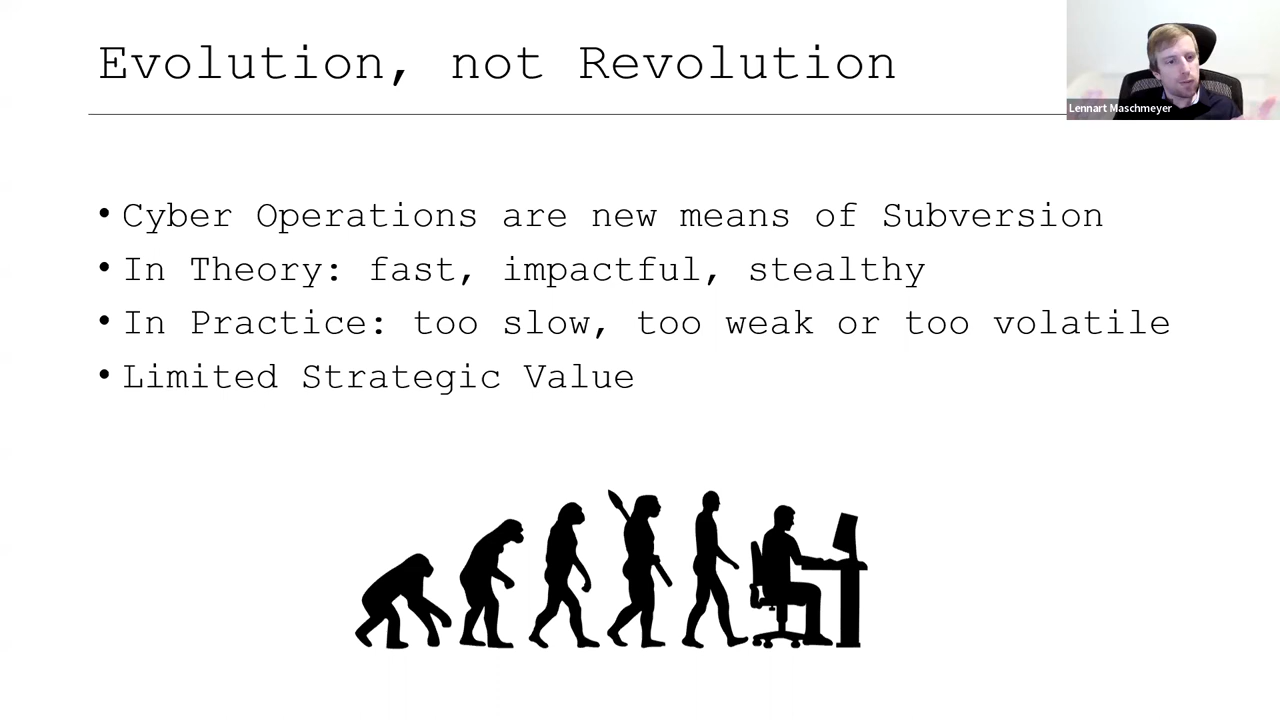 Evolution, not Revolution
Lennart Maschmeyer
• Cyber Operations are new means of Subversion
• In Theory: fast, impactful, stealthy
• In Practice: too slow, too weak or too volatile
• Limited Strategic Value